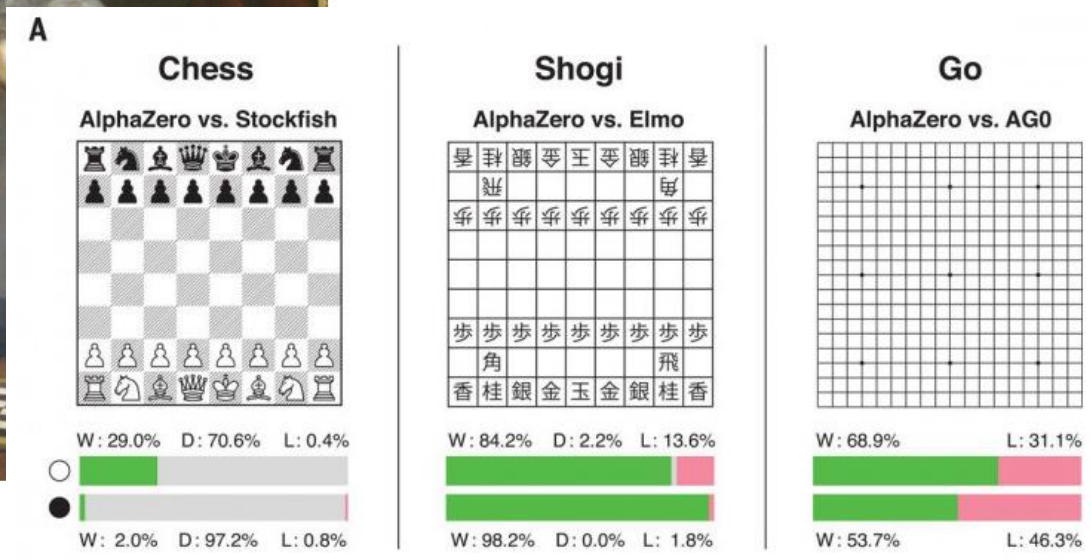 A
Chess
AlphaZero vs. Stockfish
W: 29.0% D: 70.6% L: 0.4%
W: 2.0% D: 97.2% L: 0.8%
Shogi
AlphaZero vs. Elmo
香 桂 銀 金 玉 金 銀 桂 香
飛 角
歩 歩 歩 歩 歩 歩 歩 歩 歩
歩 歩 歩 歩 歩 歩 歩 歩 歩
角 飛
香 桂 銀 金 玉 金 銀 桂 香
W: 84.2% D: 2.2% L: 13.6%
W: 98.2% D: 0.0% L: 1.8%
Go
AlphaZero vs. AG0
W: 68.9% L: 31.1%
W: 53.7% L: 46.3%